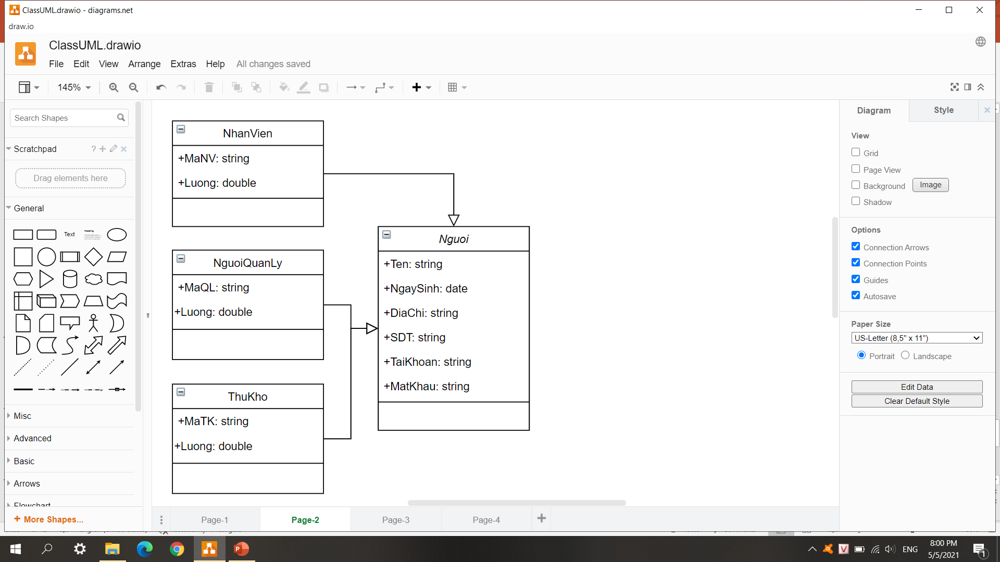 ClassUML.drawio - diagrams.net
draw.io
ClassUML.drawio
File Edit View Arrange Extras Help All changes saved
145%
Search Shapes
Scratchpad ?
Drag elements here
General
Text
Heading
Misc
Advanced
Basic
Arrows
Flowchart
+ More Shapes...
NhanVien
+MaNV: string
+Luong: double
NguoiQuanLy
+MaQL: string
+Luong: double
ThuKho
+MaTK: string
+Luong: double
Nguoi
+Ten: string
+NgaySinh: date
+DiaChi: string
+SDT: string
+TaiKhoan: string
+MatKhau: string
Page-1 Page-2 Page-3 Page-4
Diagram Style
View
Grid
Page View
Background Image
Shadow
Options
Connection Arrows
Connection Points
Guides
Autosave
Paper Size
US-Letter (8,5" x 11")
Portrait Landscape
Edit Data
Clear Default Style
ENG
8:00 PM
5/5/2021
1